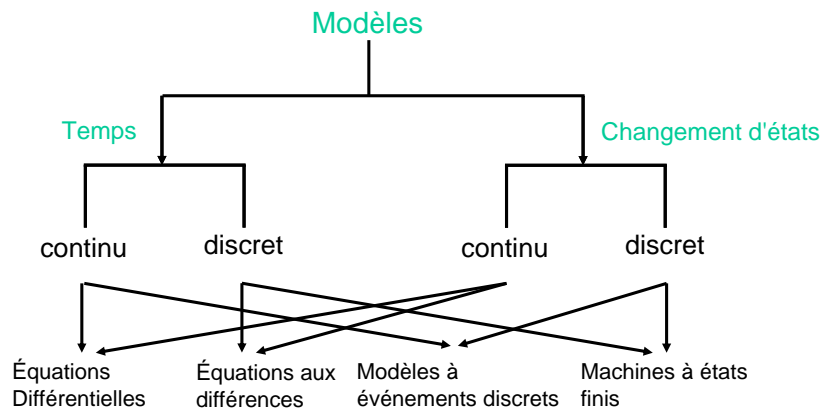 Modèles
Temps
Changement d'états
continu
discret
continu
discret
Équations
Différentielles
Équations aux
différences
Modèles à
événements discrets
Machines à états
finis